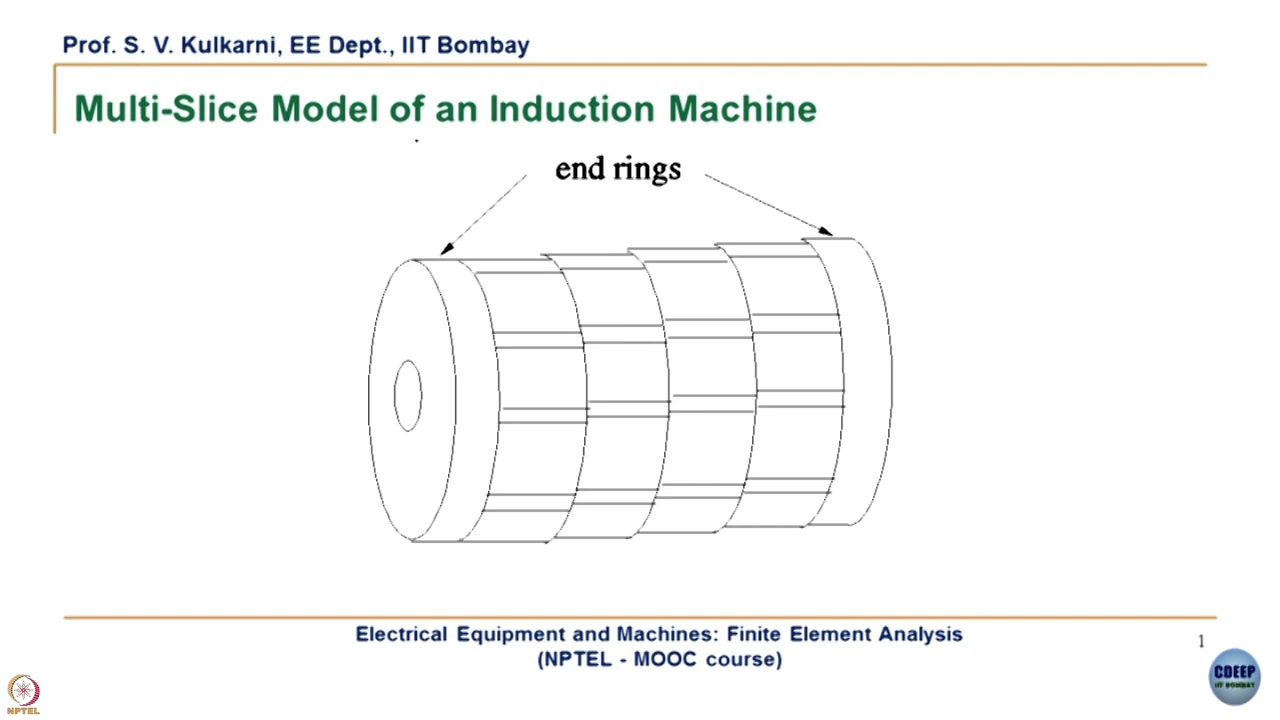 Prof. S. V. Kulkarni, EE Dept., IIT Bombay
Multi-Slice Model of an Induction Machine
end rings
Electrical Equipment and Machines: Finite Element Analysis
(NPTEL - MOOC course)
1
CDEEP
IIT BOMBAY
NPTEL